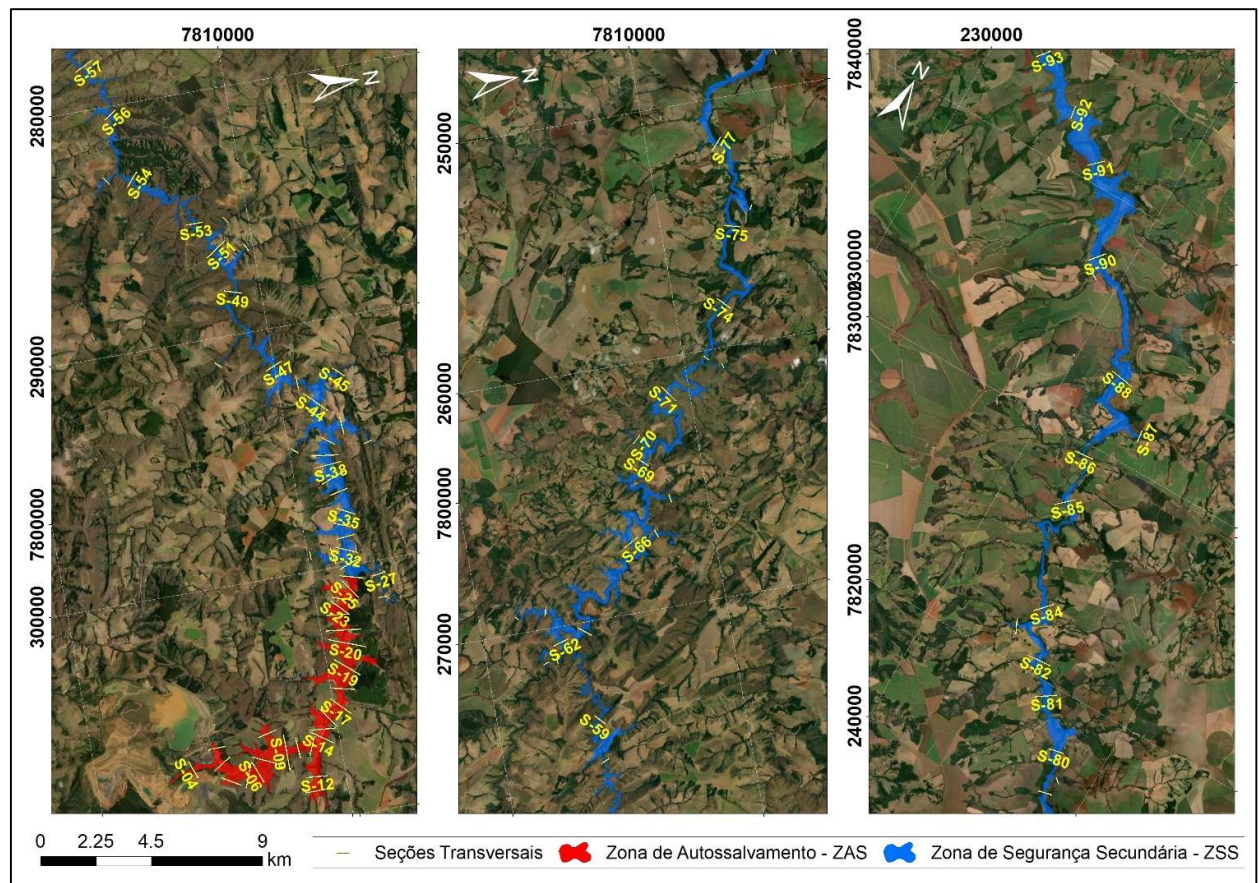 7810000
280000
290000
7800000
300000
N
S-57
S-56
S-54
S-53
S-51
S-49
S-47
S-45
S-44
S-38
S-35
S-32
S-27
S-25
S-23
S-20
S-19
S-17
S-14
S-09
S-06
S-04
S-12
7810000
250000
260000
7800000
270000
N
S-77
S-75
S-74
S-71
S-70
S-69
S-66
S-62
S-59
230000
7840000
7830000
230000
7820000
240000
N
S-93
S-92
S-91
S-90
S-88
S-87
S-86
S-85
S-84
S-82
S-81
S-80
0 2.25 4.5 9
km
Seções Transversais Zona de Autossalvamento - ZAS Zona de Segurança Secundária - ZSS